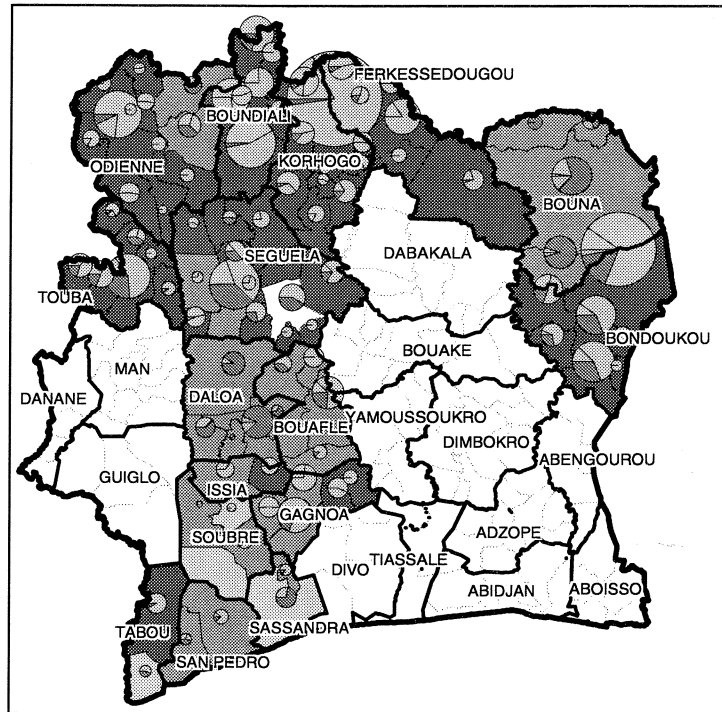 FERKESSEDOUGOU
BOUNDIALI
ODIENNE
KORHOGO
BOUNA
SEGUELA
DABAKALA
TOUBA
BONDOUKOU
BOUAKE
MAN
DANANE
DALOA
YAMOUSSOUKRO
BOUAFLE
DIMBOKRO
ABENGOUROU
GUIGLO
ISSIA
GAGNOA
ADZOPE
SOUBRE
TIASSALE
DIVO
ABIDJAN
ABOISSO
SASSANDRA
TABOU
SAN PEDRO